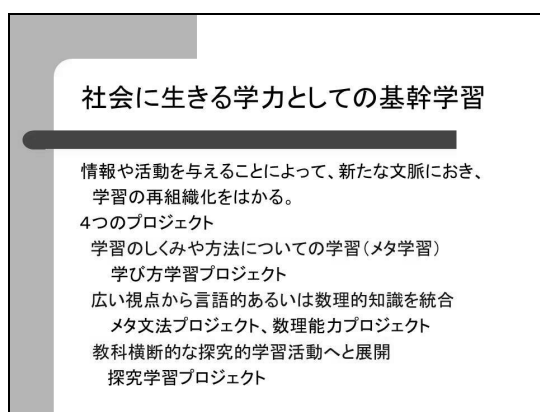 社会に生きる学力としての基幹学習
情報や活動を与えることによって、新たな文脈におき、
学習の再組織化をはかる。
４つのプロジェクト
学習のしくみや方法についての学習（メタ学習）
学び方学習プロジェクト
広い視点から言語的あるいは数理的知識を統合
メタ文法プロジェクト、数理能力プロジェクト
教科横断的な探究的学習活動へと展開
探究学習プロジェクト